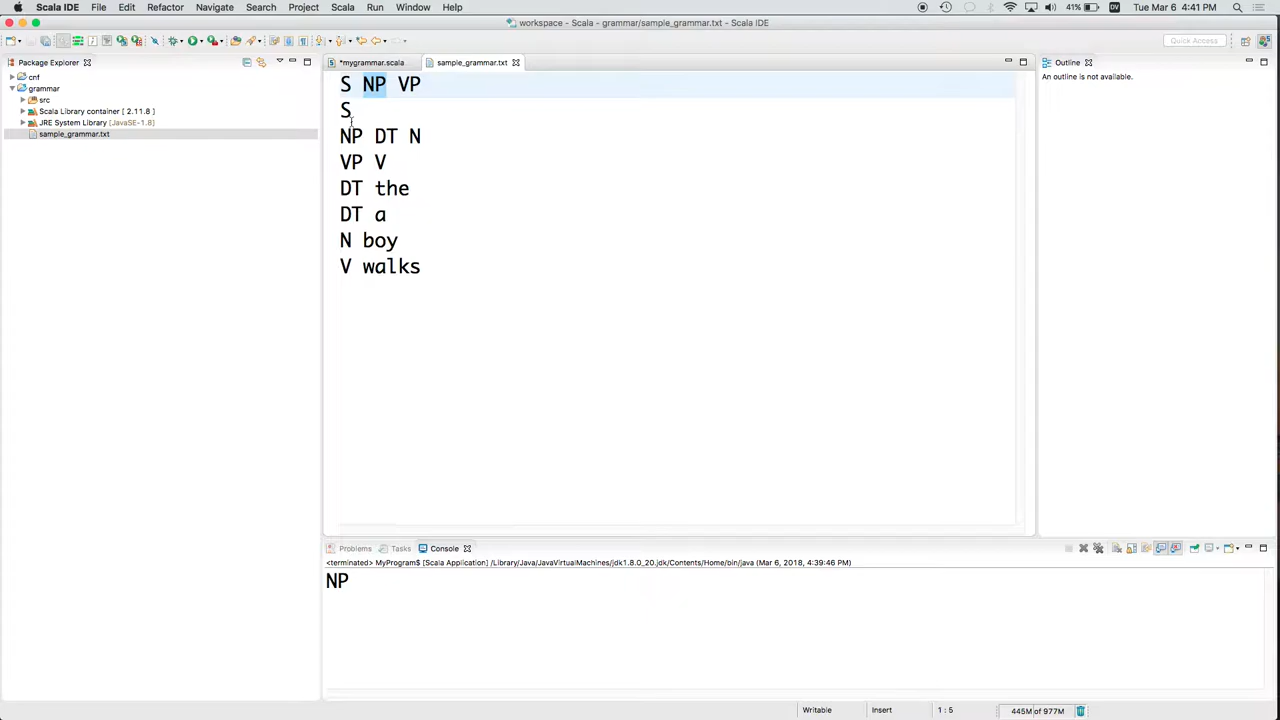 Scala IDE File Edit Refactor Navigate Search Project Scala Run Window Help 41% DV Tue Mar 6 4:41 PM
workspace - Scala - grammar/sample_grammar.txt - Scala IDE
Quick Access
Package Explorer
cnf
grammar
src
Scala Library container [ 2.11.8 ]
JRE System Library [JavaSE-1.8]
sample_grammar.txt
*mygrammar.scala sample_grammar.txt
S NP VP
S
NP DT N
VP V
DT the
DT a
N boy
V walks
Outline
An outline is not available.
Problems Tasks Console
<terminated> MyProgram$ [Scala Application] /Library/Java/JavaVirtualMachines/jdk1.8.0_20.jdk/Contents/Home/bin/java (Mar 6, 2018, 4:39:46 PM)
NP
Writable Insert 1 : 5 445M of 977M